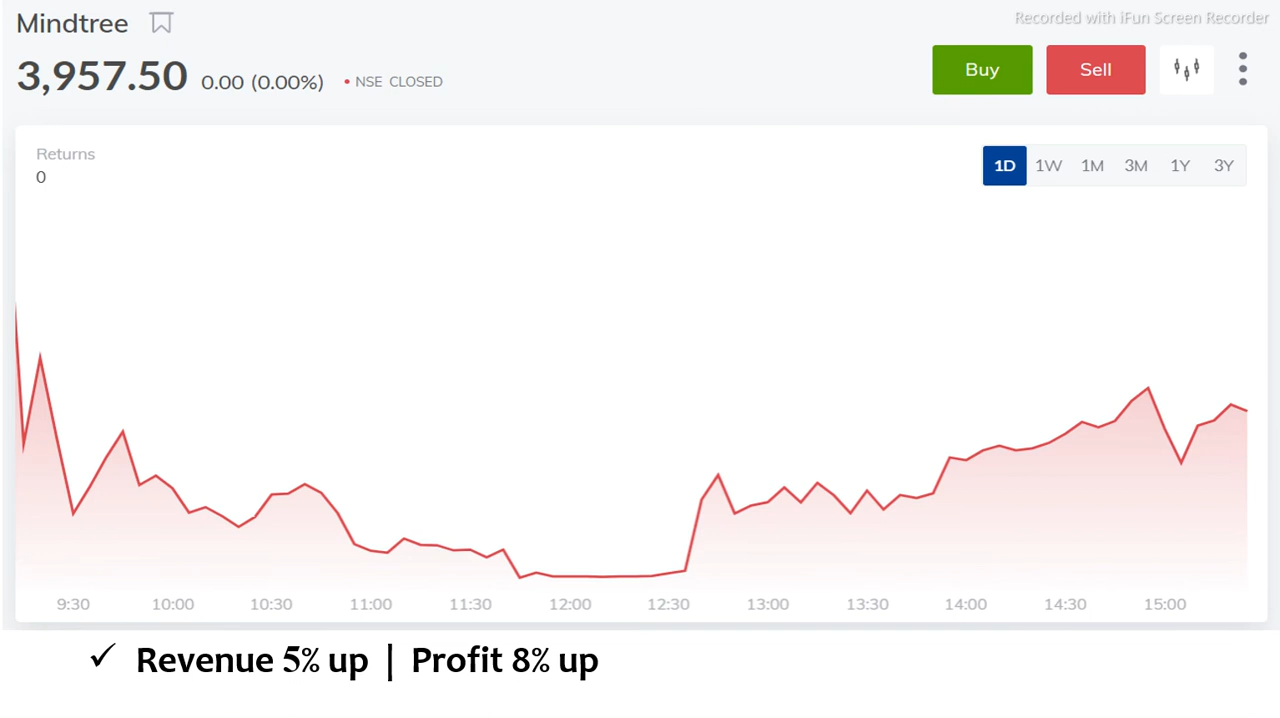 Mindtree
Recorded with iFun Screen Recorder
3,957.50 0.00 (0.00%) • NSE CLOSED
Buy Sell
Returns
0
1D 1W 1M 3M 1Y 3Y
9:30 10:00 10:30 11:00 11:30 12:00 12:30 13:00 13:30 14:00 14:30 15:00
✓ Revenue 5% up | Profit 8% up